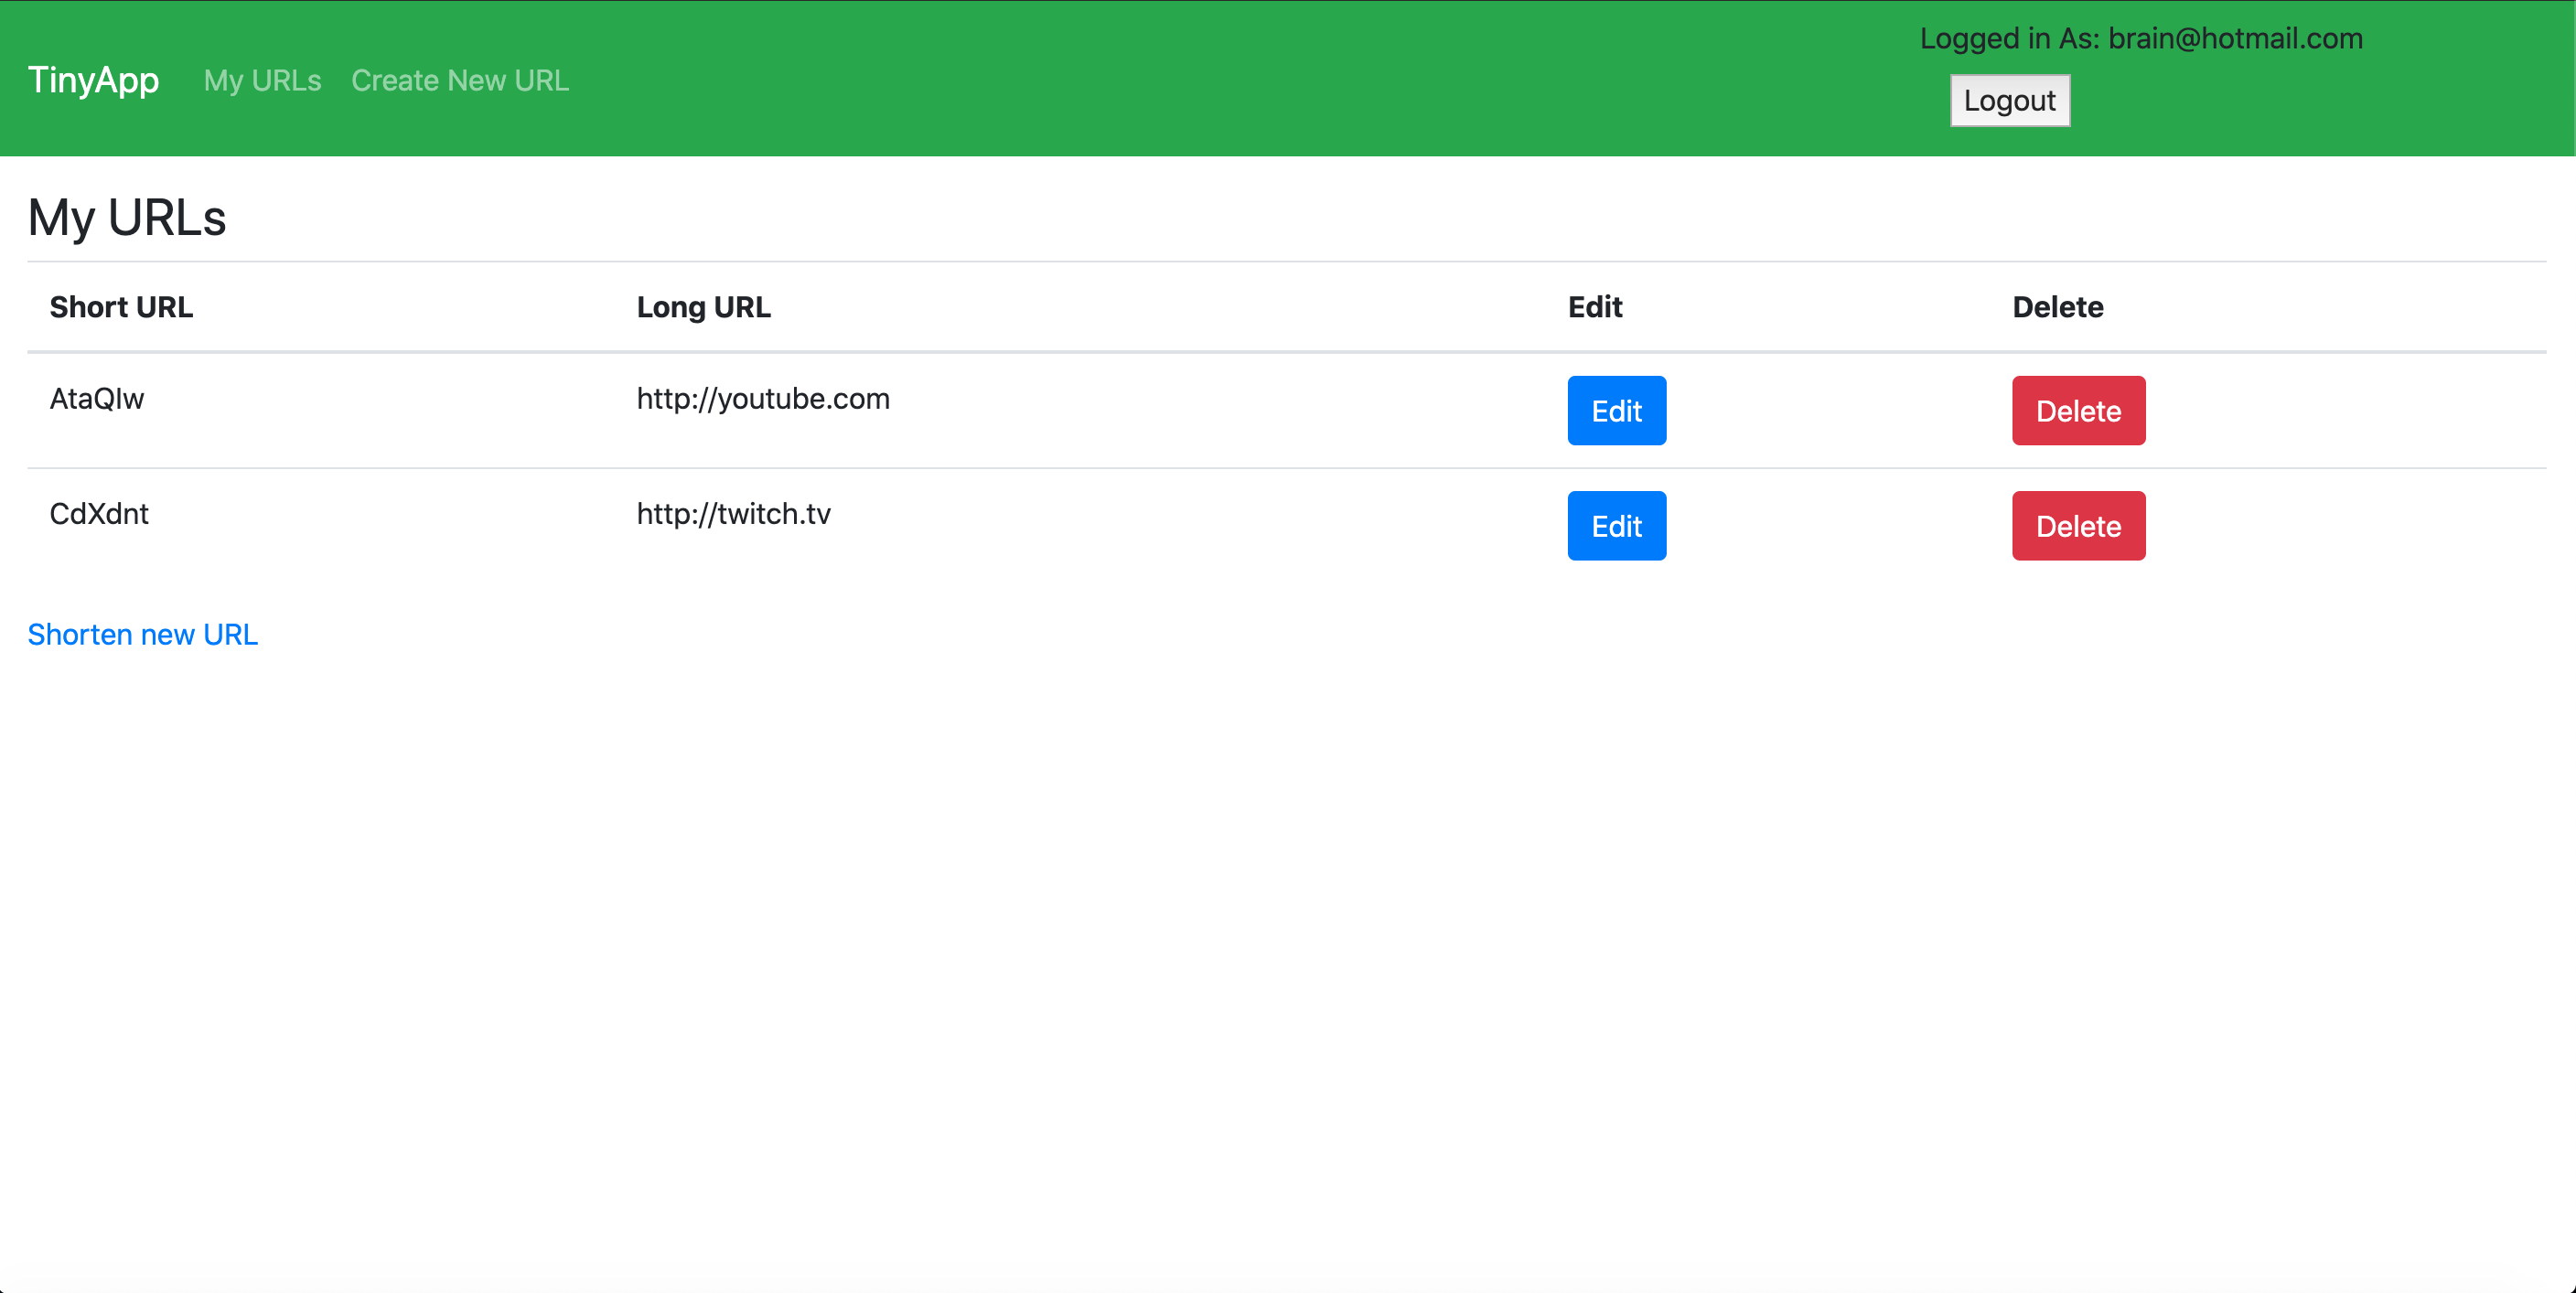 Logged in As: brain@hotmail.com
TinyApp My URLs Create New URL
Logout
My URLs
Short URL Long URL Edit Delete
AtaQIw http://youtube.com Edit Delete
CdXdnt http://twitch.tv Edit Delete
Shorten new URL